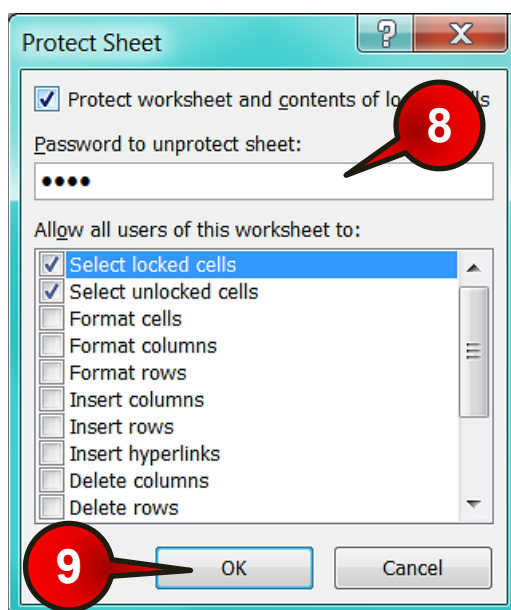 Protect Sheet
? X
Protect worksheet and contents of lo lls
8
Password to unprotect sheet:
••••
Allow all users of this worksheet to:
Select locked cells
Select unlocked cells
Format cells
Format columns
Format rows
Insert columns
Insert rows
Insert hyperlinks
Delete columns
Delete rows
9
OK Cancel